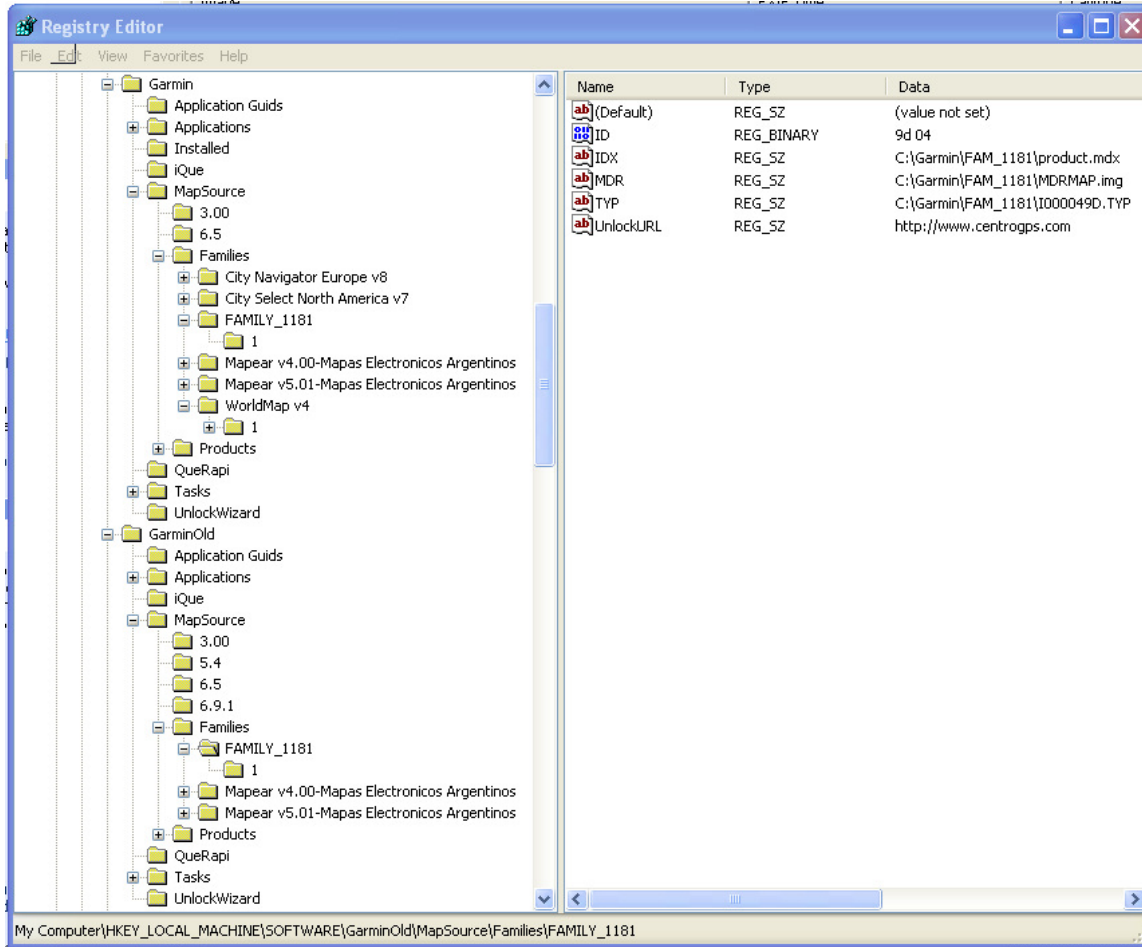 Registry Editor
File Edit View Favorites Help
Garmin
Application Guids
Applications
Installed
iQue
MapSource
3.00
6.5
Families
City Navigator Europe v8
City Select North America v7
FAMILY_1181
1
Mapear v4.00-Mapas Electronicos Argentinos
Mapear v5.01-Mapas Electronicos Argentinos
WorldMap v4
1
Products
QueRapi
Tasks
UnlockWizard
GarminOld
Application Guids
Applications
iQue
MapSource
3.00
5.4
6.5
6.9.1
Families
FAMILY_1181
1
Mapear v4.00-Mapas Electronicos Argentinos
Mapear v5.01-Mapas Electronicos Argentinos
Products
QueRapi
Tasks
UnlockWizard
Name Type Data
(Default) REG_SZ (value not set)
ID REG_BINARY 9d 04
IDX REG_SZ C:\Garmin\FAM_1181\product.mdx
MDR REG_SZ C:\Garmin\FAM_1181\MDRMAP.img
TYP REG_SZ C:\Garmin\FAM_1181\I000049D.TYP
UnlockURL REG_SZ http://www.centrogps.com
My Computer\HKEY_LOCAL_MACHINE\SOFTWARE\GarminOld\MapSource\Families\FAMILY_1181